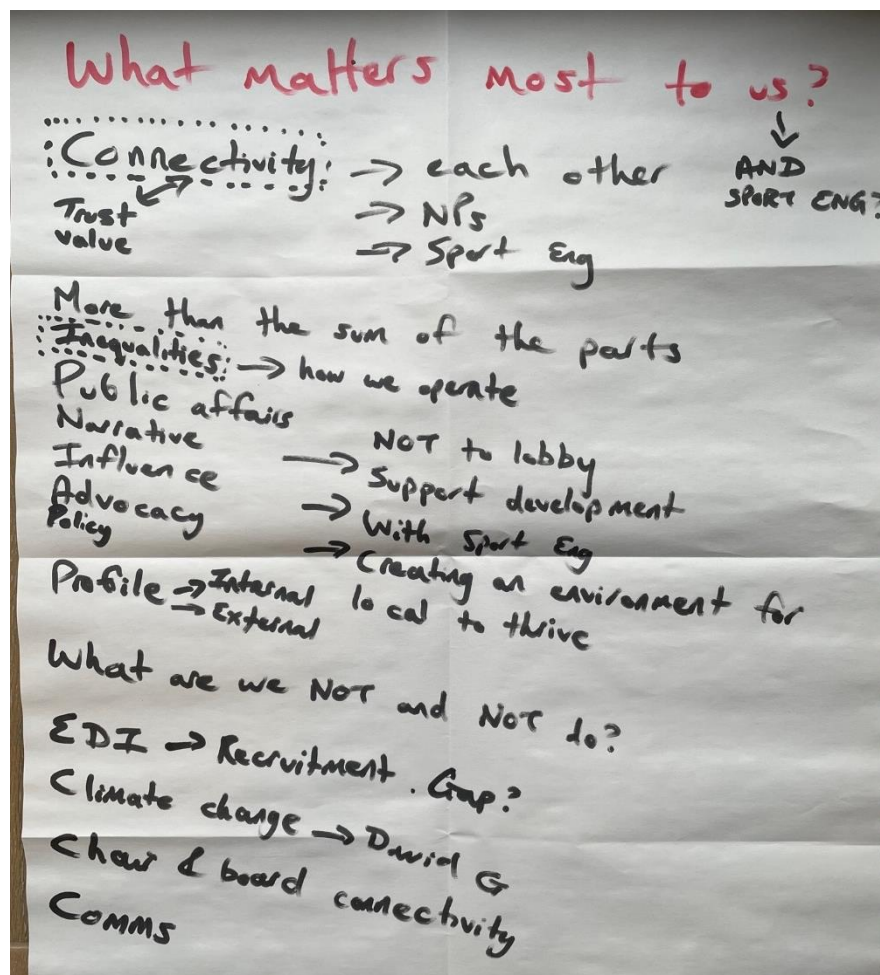 What matters most to us?
AND
SPORT ENG?
Connectivity → each other
Trust
value
→ NPs
→ Sport Eng
More than the sum of the parts
Inequalities → how we operate
Public affairs
Narrative
Influence
Advocacy
Policy
→ NOT to lobby
Support development
→ With Sport Eng
→ Creating an environment for
local to thrive
Profile → Internal
→ External
What are we NOT and NOT do?
EDI → Recruitment. Gap?
Climate change → David G
Chair & board connectivity
Comms